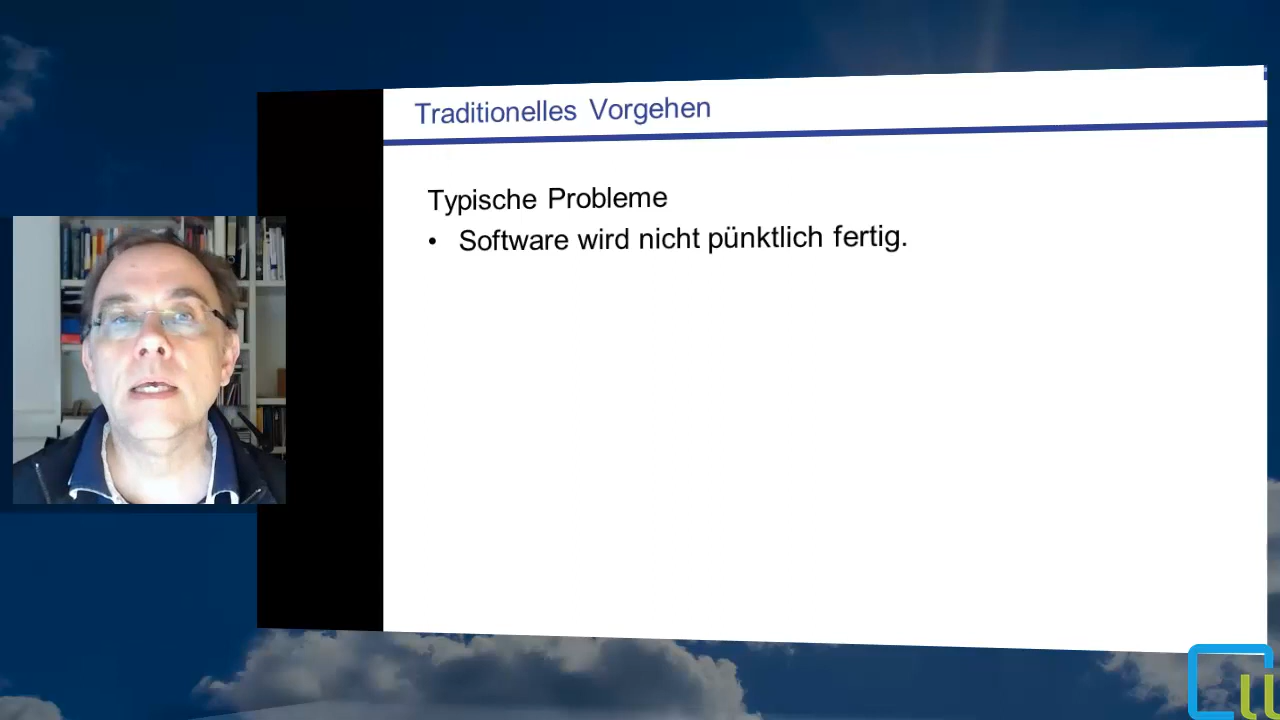 Traditionelles Vorgehen
Typische Probleme
• Software wird nicht pünktlich fertig.